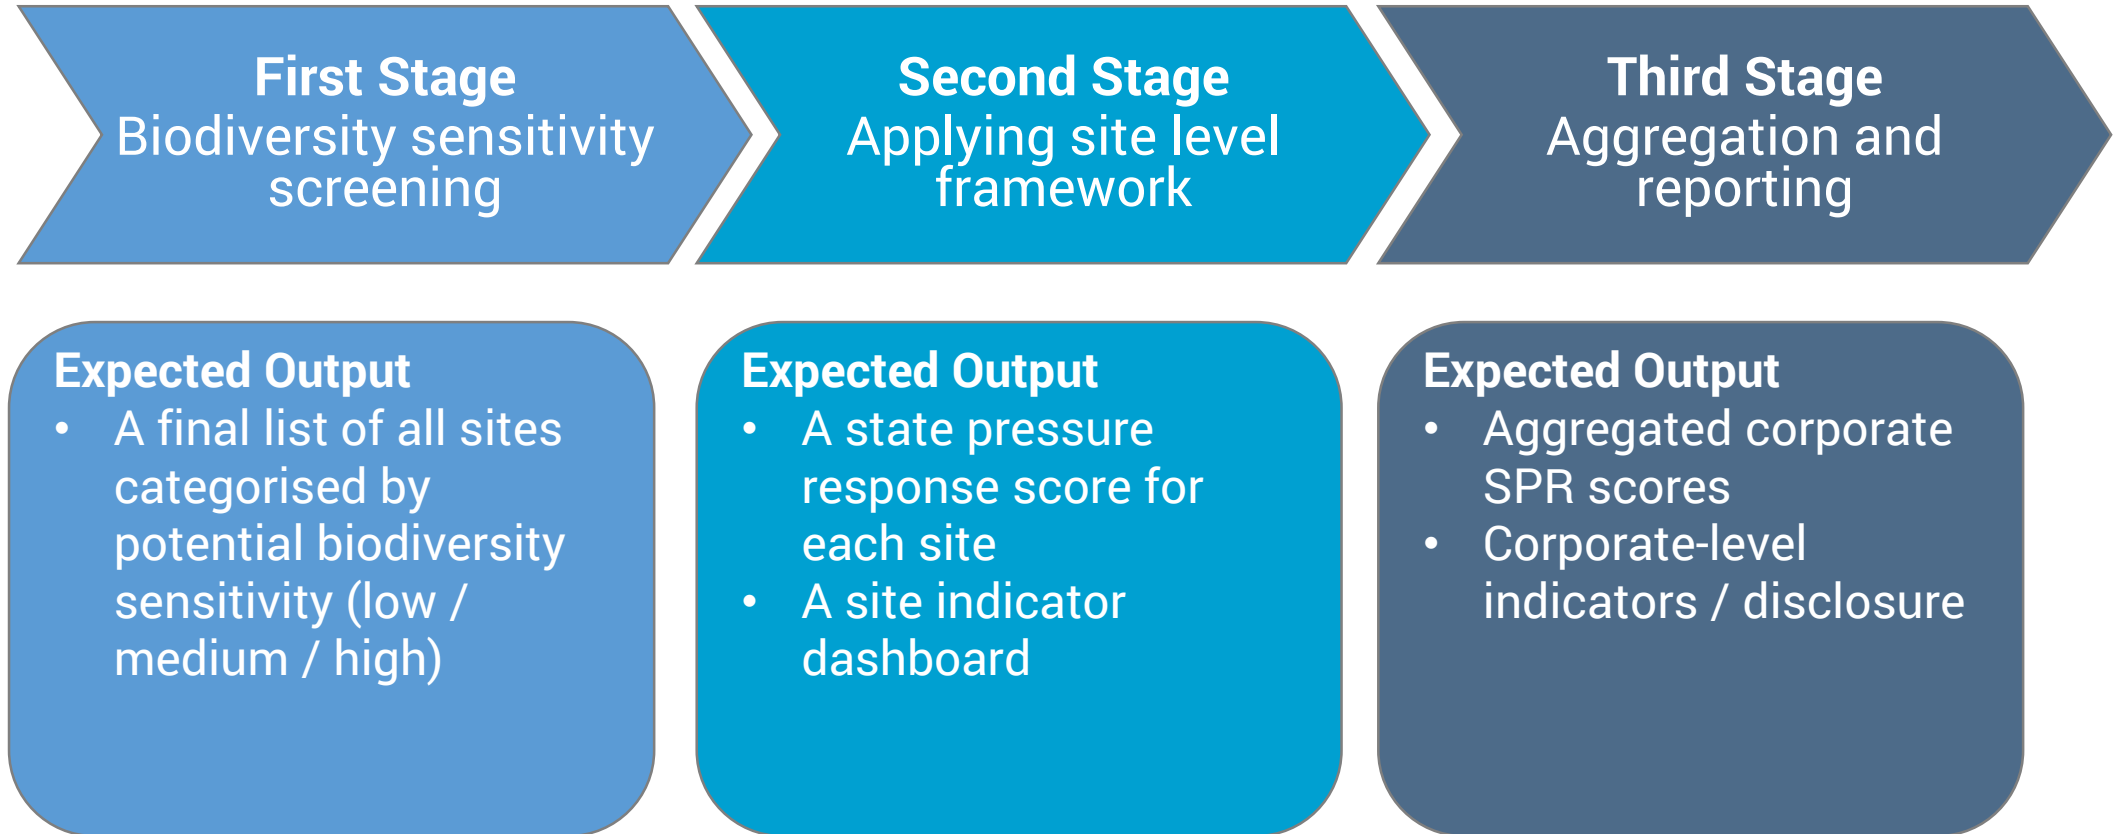 First Stage
Biodiversity sensitivity
screening
Second Stage
Applying site level
framework
Third Stage
Aggregation and
reporting
Expected Output
• A final list of all sites
categorised by
potential biodiversity
sensitivity (low /
medium / high)
Expected Output
• A state pressure
response score for
each site
• A site indicator
dashboard
Expected Output
• Aggregated corporate
SPR scores
• Corporate-level
indicators / disclosure